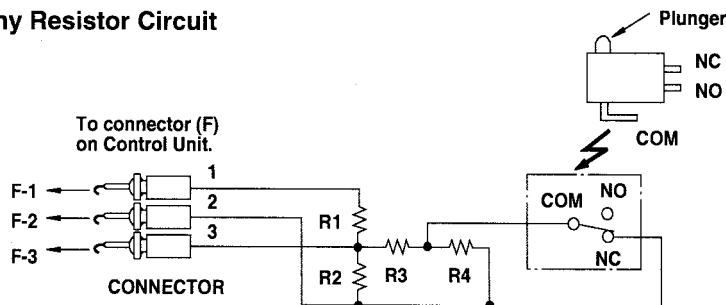 ny Resistor Circuit
Plunger
NC
NO
COM
To connector (F)
on Control Unit.
1
F-1
2
F-2
3
F-3
CONNECTOR
R1
R2
R3
R4
COM
NO
NC